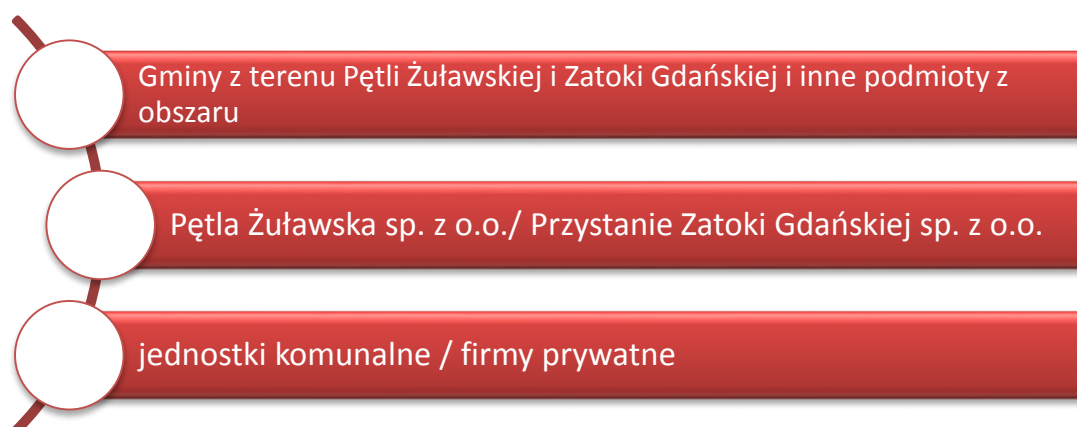 Gminy z terenu Pętli Żuławskiej i Zatoki Gdańskiej i inne podmioty z
obszaru
Pętla Żuławska sp. z o.o./ Przystanie Zatoki Gdańskiej sp. z o.o.
jednostki komunalne / firmy prywatne